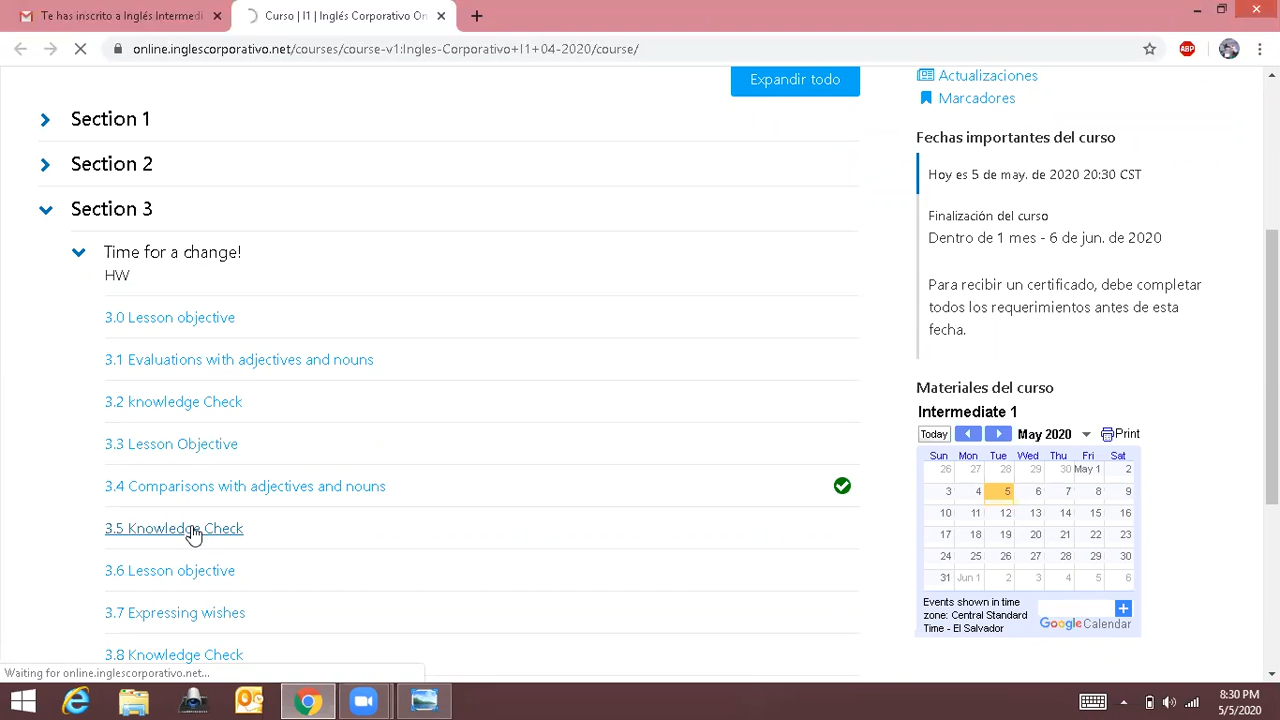 Te has inscrito a Inglés Intermedi
Curso | I1 | Inglés Corporativo On
online.inglescorporativo.net/courses/course-v1:Ingles-Corporativo+I1+04-2020/course/
ABP
Expandir todo
Section 1
Section 2
Section 3
Time for a change!
HW
3.0 Lesson objective
3.1 Evaluations with adjectives and nouns
3.2 knowledge Check
3.3 Lesson Objective
3.4 Comparisons with adjectives and nouns
3.5 Knowledge Check
3.6 Lesson objective
3.7 Expressing wishes
3.8 Knowledge Check
Actualizaciones
Marcadores
Fechas importantes del curso
Hoy es 5 de may. de 2020 20:30 CST
Finalización del curso
Dentro de 1 mes - 6 de jun. de 2020
Para recibir un certificado, debe completar
todos los requerimientos antes de esta
fecha.
Materiales del curso
Intermediate 1
Today May 2020 Print
Sun Mon Tue Wed Thu Fri Sat
26 27 28 29 30 May 1 2
3 4 5 6 7 8 9
10 11 12 13 14 15 16
17 18 19 20 21 22 23
24 25 26 27 28 29 30
31 Jun 1 2 3 4 5 6
Events shown in time
zone: Central Standard
Time - El Salvador
Google Calendar
Waiting for online.inglescorporativo.net...
8:30 PM
5/5/2020